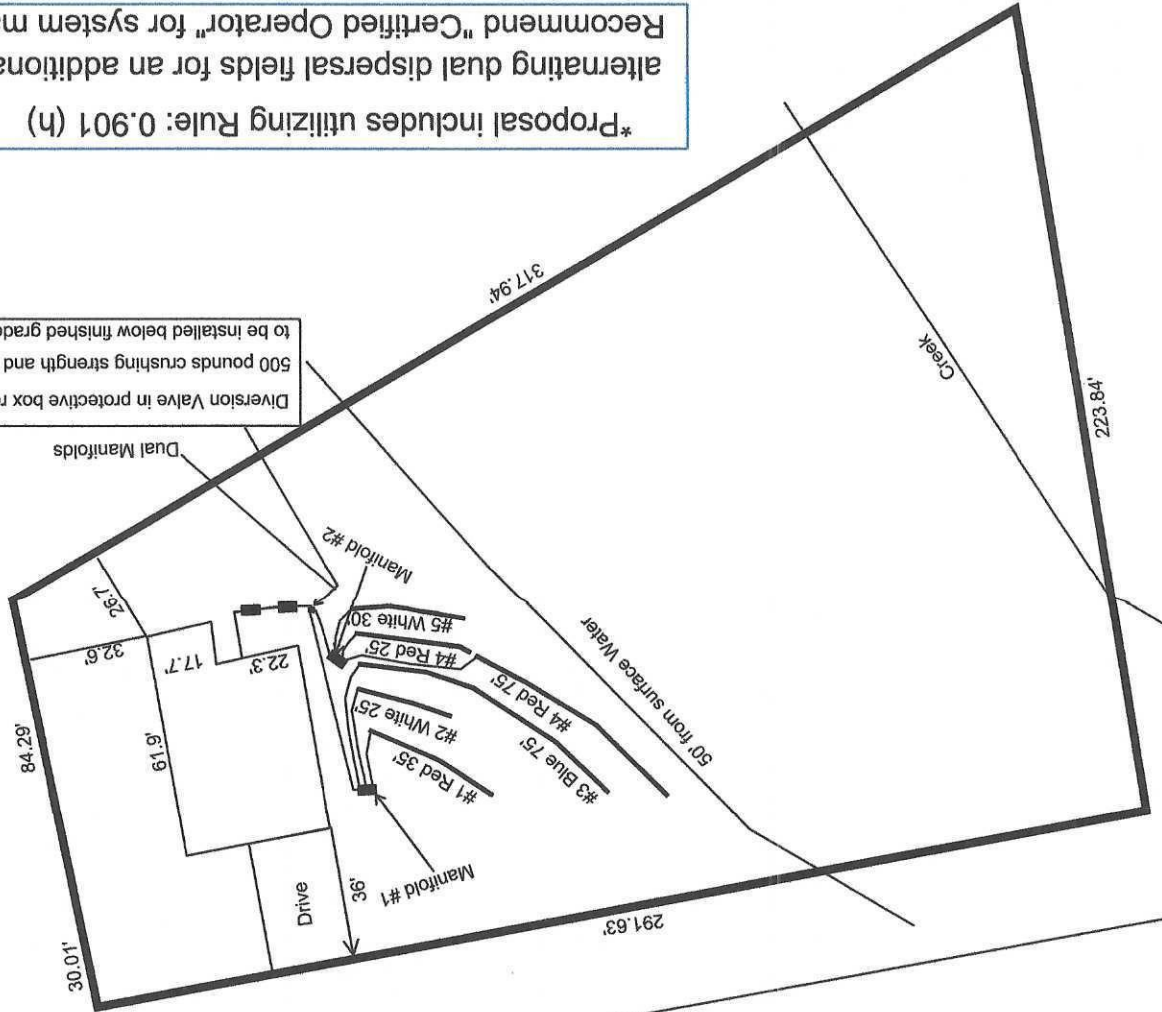 *Proposal includes utilizing Rule: 0.901 (h)
alternating dual dispersal fields for an additional
Recommend "Certified Operator" for system
Diversion Valve in protective box
500 pounds crushing strength and
to be installed below finished grade
Dual Manifolds
Manifold #2
Manifold #1
317.94'
Creek
223.84'
50' from surface Water
#5 White 30'
#4 Red 25'
#4 Red 75'
#3 Blue 75'
#2 White 25'
#1 Red 35'
26.7'
32.6'
17.7'
22.3'
61.9'
84.29'
30.01'
Drive
36'
291.63'